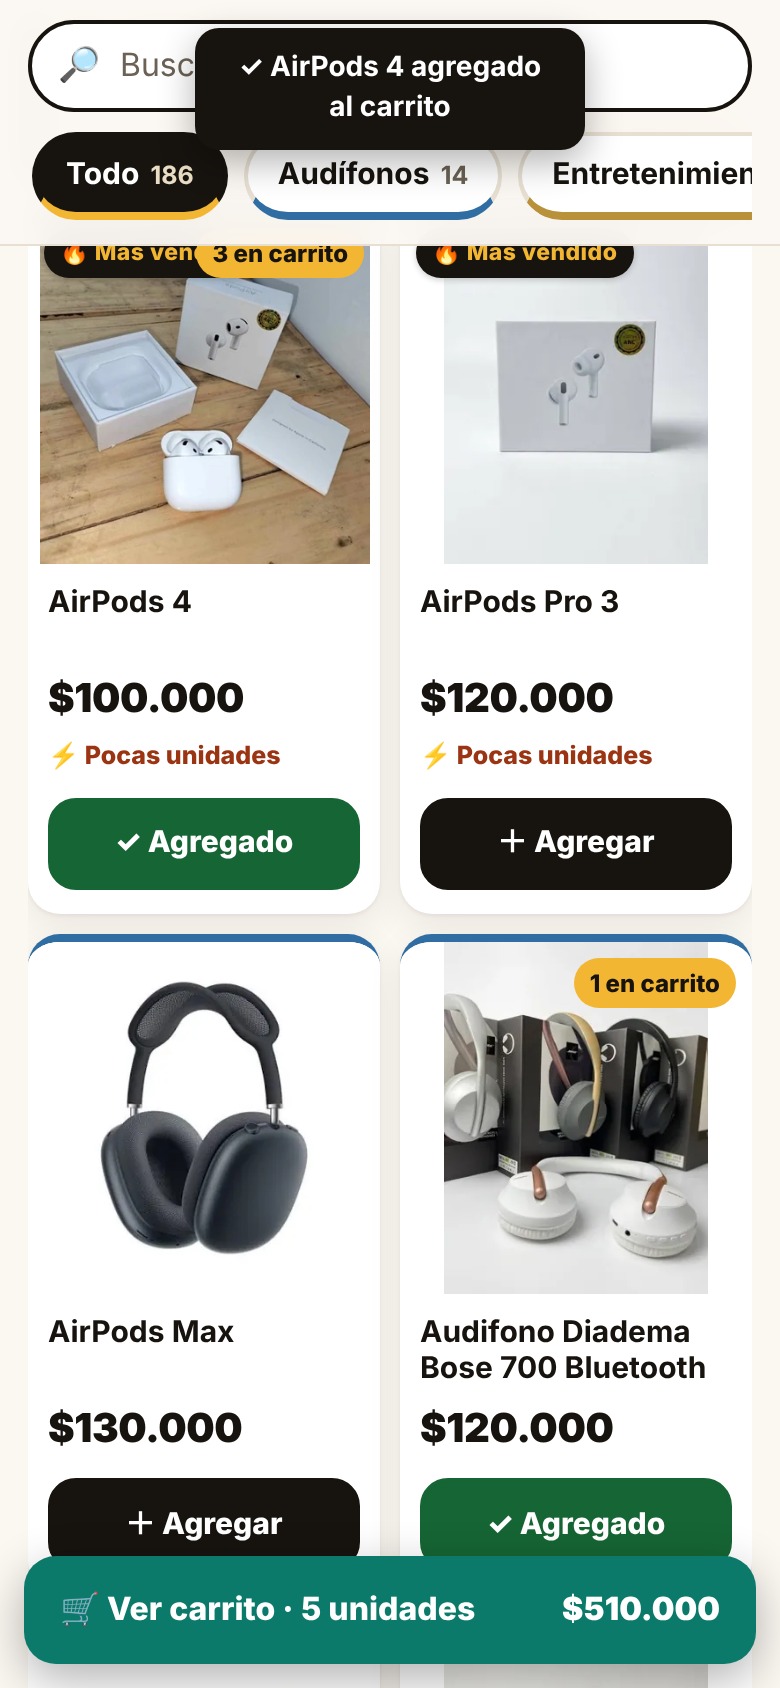 Busc
✓ AirPods 4 agregado
al carrito
Todo 186
Audífonos 14
Entretenimien
🔥 Más ven
3 en carrito
🔥 Más vendido
AirPods 4
AirPods Pro 3
$100.000
$120.000
⚡ Pocas unidades
⚡ Pocas unidades
✓ Agregado
+ Agregar
1 en carrito
AirPods Max
Audifono Diadema
Bose 700 Bluetooth
$130.000
$120.000
+ Agregar
✓ Agregado
🛒 Ver carrito · 5 unidades
$510.000